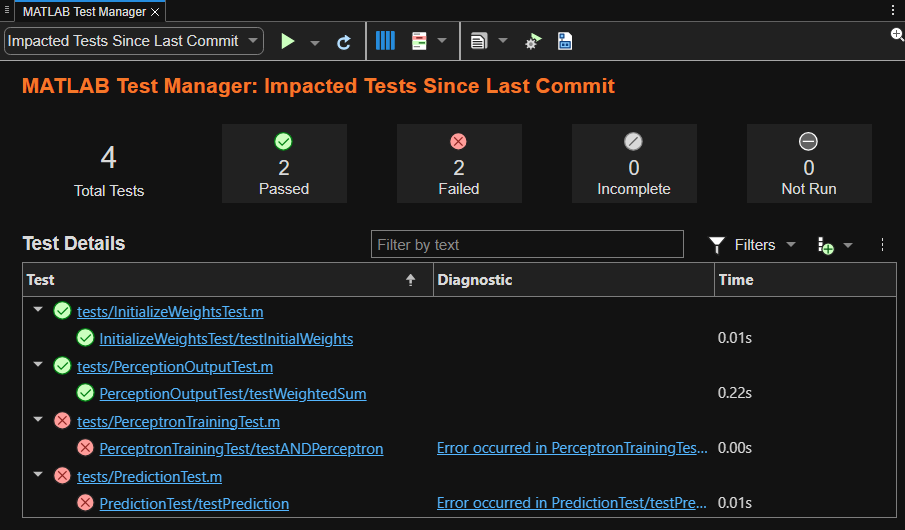 MATLAB Test Manager
Impacted Tests Since Last Commit
MATLAB Test Manager: Impacted Tests Since Last Commit
4
Total Tests
2
Passed
2
Failed
0
Incomplete
0
Not Run
Test Details
Filter by text
Filters
Test Diagnostic Time
tests/InitializeWeightsTest.m
InitializeWeightsTest/testInitialWeights 0.01s
tests/PerceptionOutputTest.m
PerceptionOutputTest/testWeightedSum 0.22s
tests/PerceptronTrainingTest.m
PerceptronTrainingTest/testANDPerceptron Error occurred in PerceptronTrainingTes... 0.00s
tests/PredictionTest.m
PredictionTest/testPrediction Error occurred in PredictionTest/testPre... 0.01s